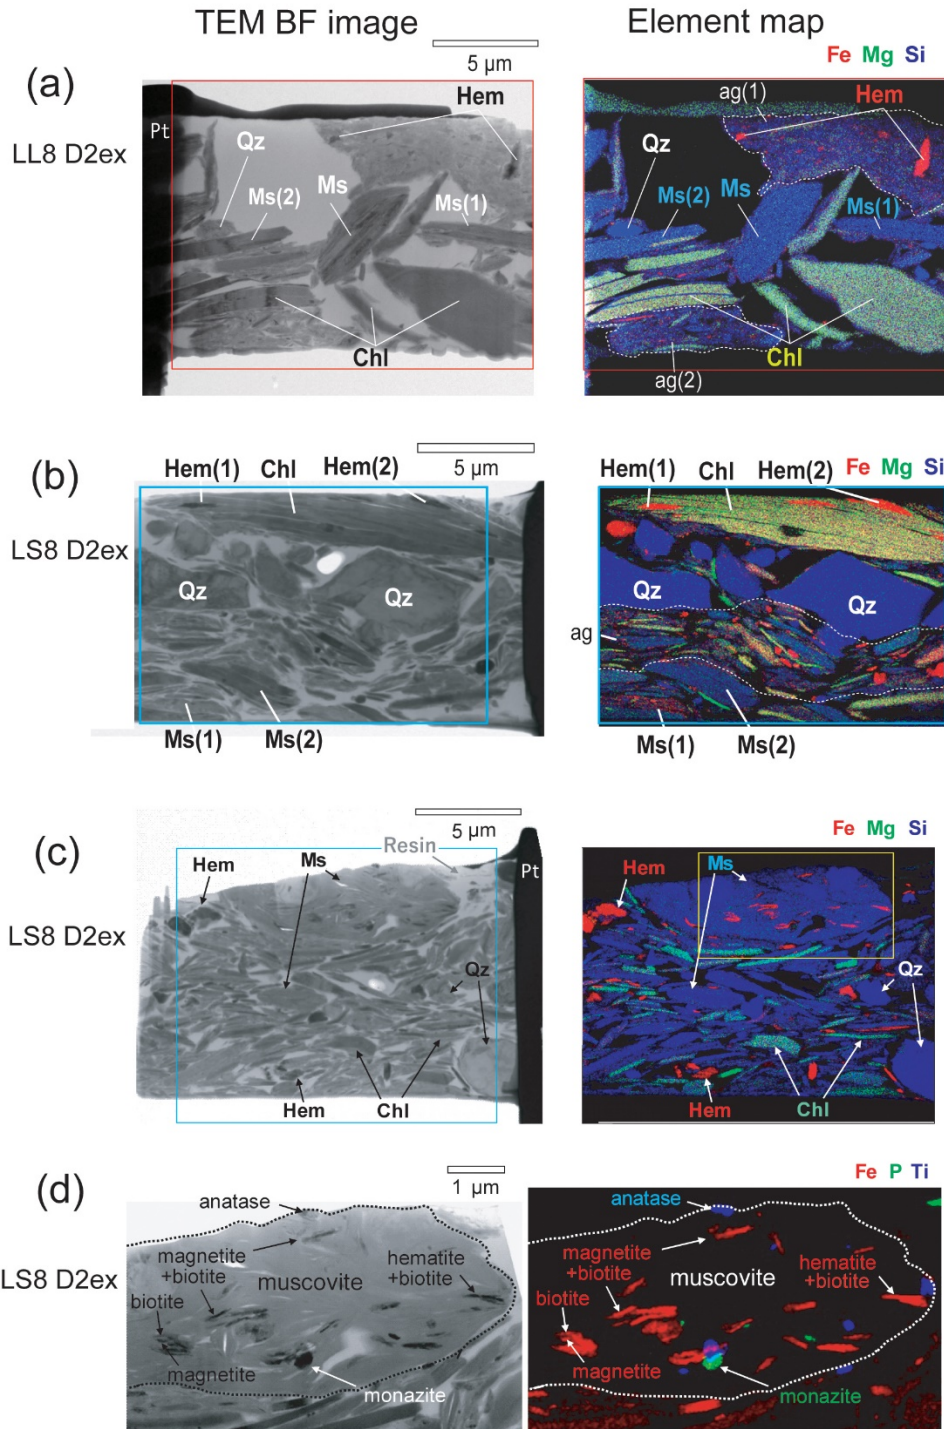 TEM BF image
Element map
5 µm
Fe Mg Si
(a)
LL8 D2ex
Pt
Hem
Qz
Ms(2)
Ms
Ms(1)
Chl
ag(1)
Hem
Qz
Ms(2)
Ms
Ms(1)
Chl
ag(2)
(b)
5 µm
Hem(1) Chl Hem(2)
Hem(1) Chl Hem(2) Fe Mg Si
LS8 D2ex
Qz
Qz
Ms(1)
Ms(2)
Qz
Qz
ag
Ms(1)
Ms(2)
(c)
5 µm
Fe Mg Si
LS8 D2ex
Hem
Ms
Resin
Pt
Qz
Hem
Chl
Hem
Ms
Qz
Hem
Chl
(d)
1 µm
Fe P Ti
LS8 D2ex
anatase
magnetite
+biotite
muscovite
hematite
+biotite
biotite
magnetite
monazite
anatase
magnetite
+biotite
muscovite
hematite
+biotite
biotite
magnetite
monazite